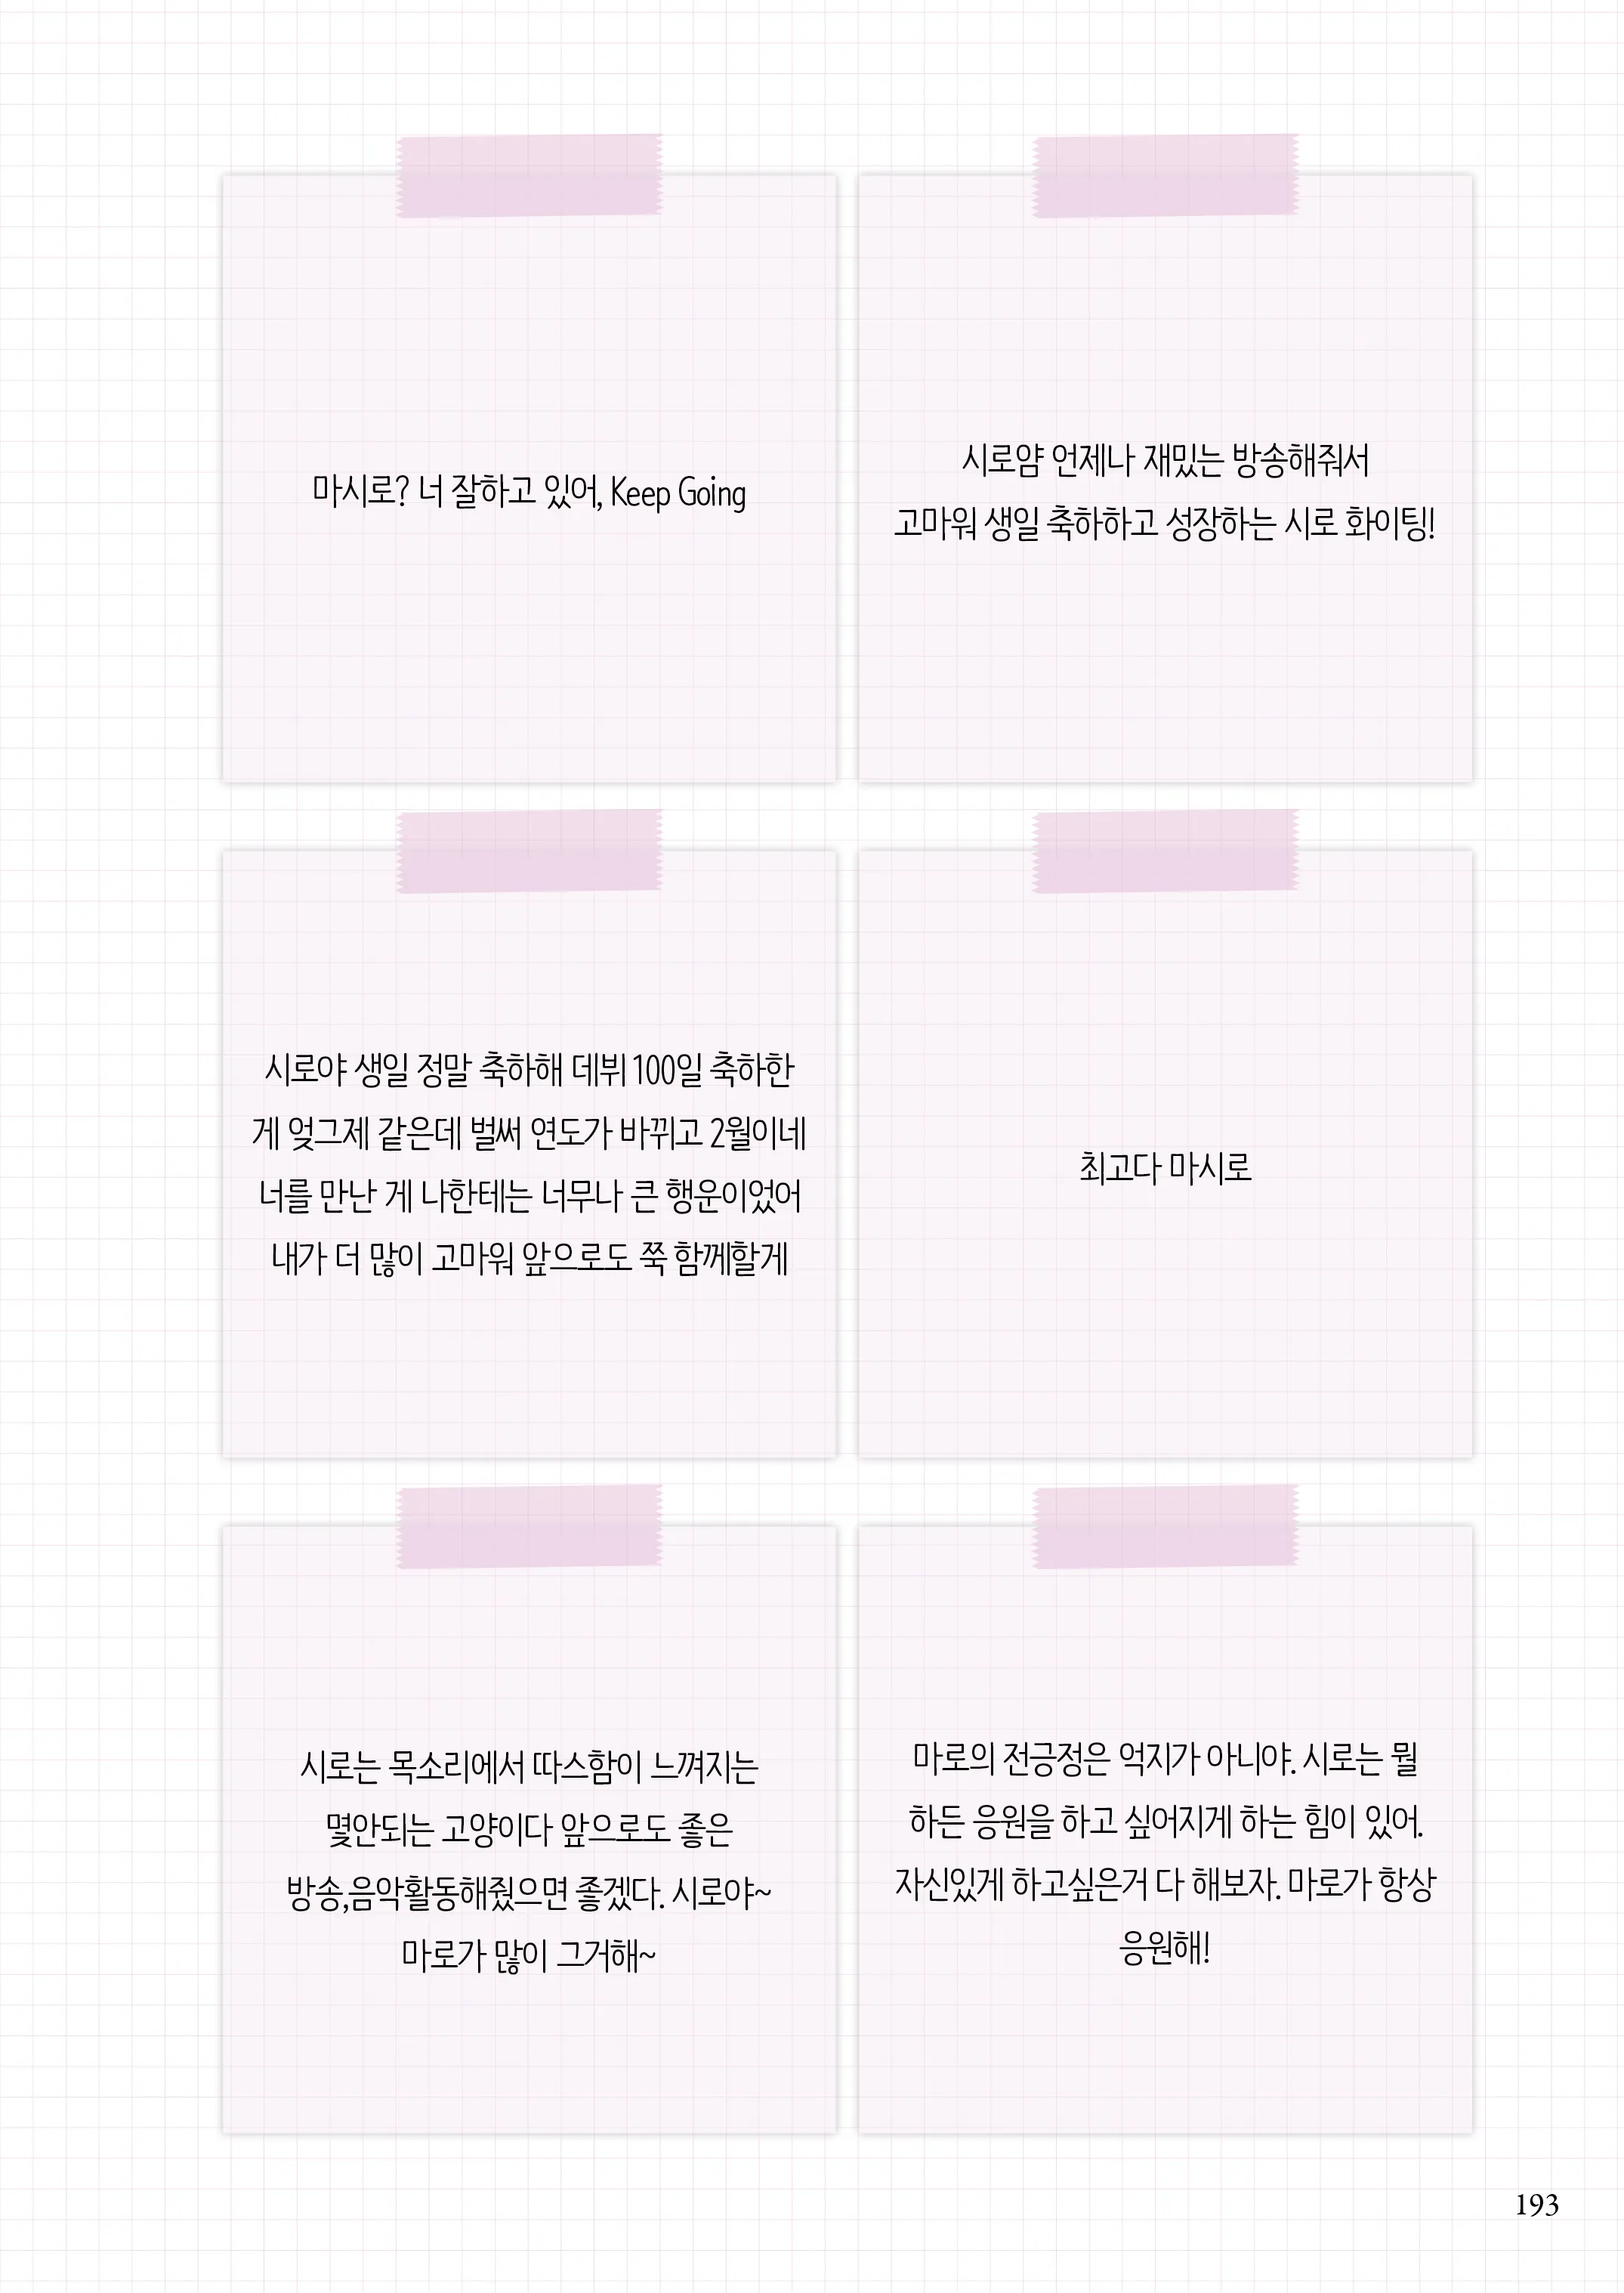 마시로? 너 잘하고 있어, Keep Going
시로얌 언제나 재밌는 방송해줘서
고마워 생일 축하하고 성장하는 시로 화이팅!
시로야 생일 정말 축하해 데뷔 100일 축하한
게 엊그제 같은데 벌써 연도가 바뀌고 2월이네
너를 만난 게 나한테는 너무나 큰 행운이었어
내가 더 많이 고마워 앞으로도 쭉 함께할게
최고다 마시로
시로는 목소리에서 따스함이 느껴지는
몇안되는 고양이다 앞으로도 좋은
방송,음악활동해줬으면 좋겠다. 시로야~
마로가 많이 그거해~
마로의 전긍정은 억지가 아니야. 시로는 뭘
하든 응원을 하고 싶어지게 하는 힘이 있어.
자신있게 하고싶은거 다 해보자. 마로가 항상
응원해!
193